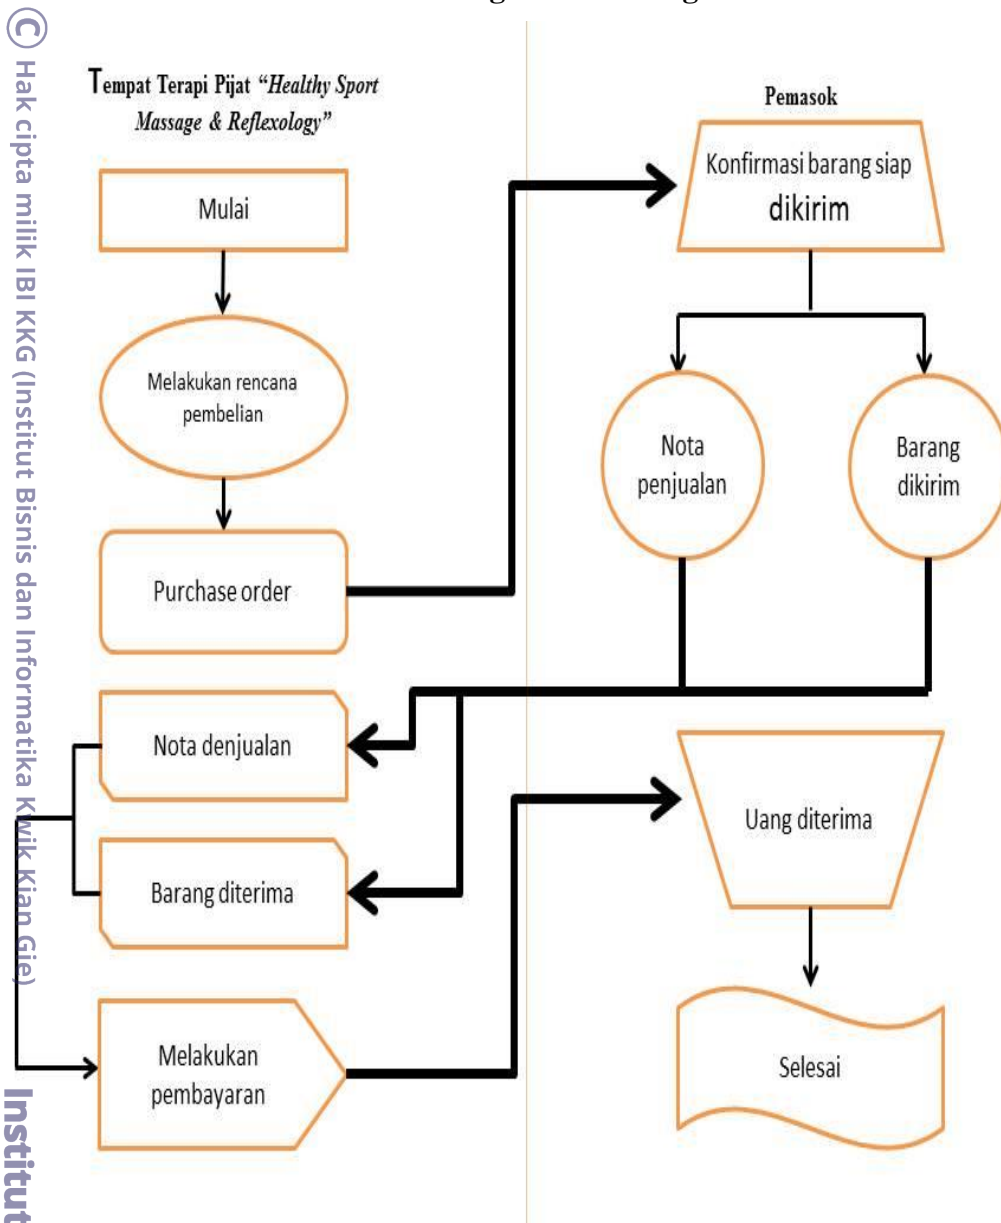 ©
Hak cipta milik IBI KKG (Institut Bisnis dan Informatika Kwik Kian Gie)
Institut
Tempat Terapi Pijat “Healthy Sport
Massage & Reflexology”
Mulai
Melakukan rencana
pembelian
Purchase order
Nota denjualan
Barang diterima
Melakukan
pembayaran
Pemasok
Konfirmasi barang siap
dikirim
Nota
penjualan
Barang
dikirim
Uang diterima
Selesai